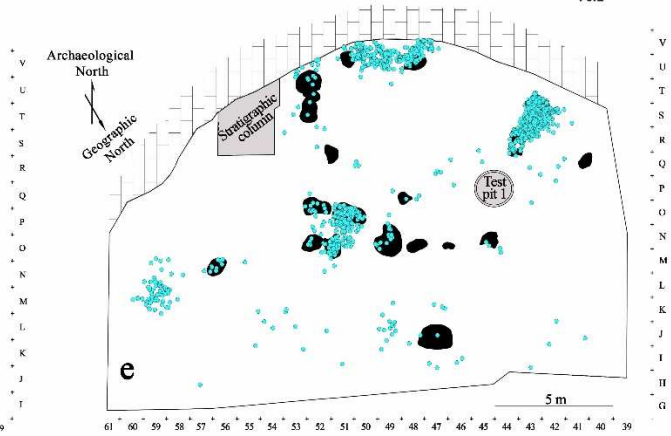 Archaeological
North
Geographic
North
Stratigraphic
column
Test
pit 1
V
U
T
S
R
Q
P
O
N
M
L
K
J
I
V
U
T
S
R
Q
P
O
N
M
L
K
J
I
H
G
e
5 m
9
61 60 59 58 57 56 55 54 53 52 51 50 49 48 47 46 45 44 43 42 41 40 39